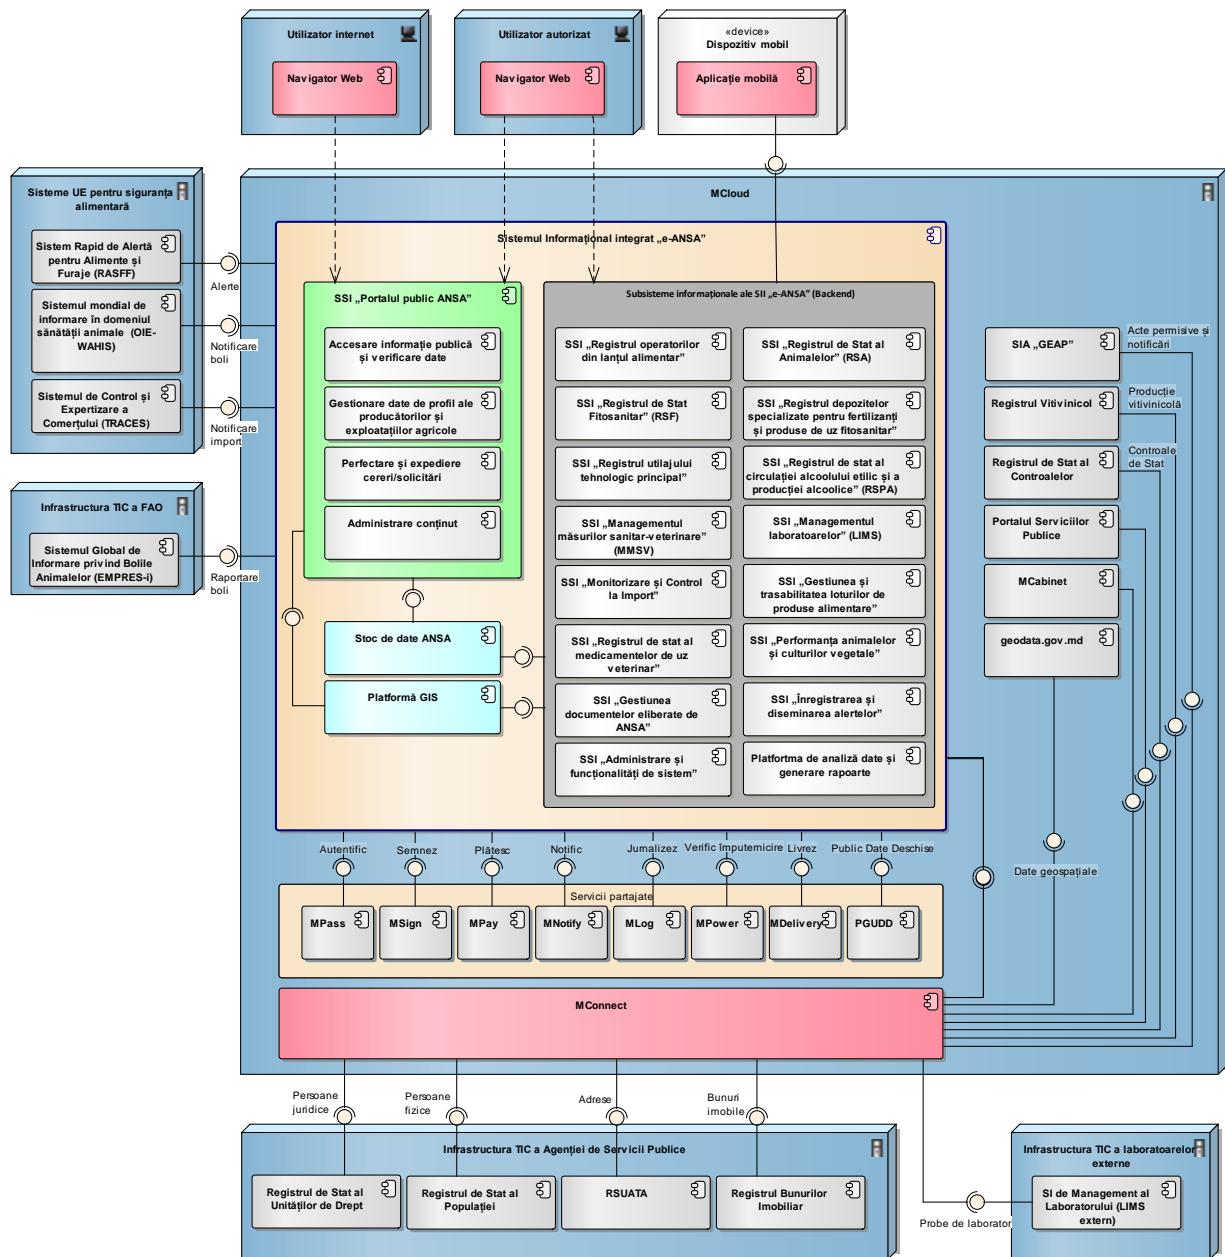 Utilizator internet
Navigator Web
Utilizator autorizat
Navigator Web
«device»
Dispozitiv mobil
Aplicație mobilă
Sisteme UE pentru siguranța
alimentară
Sistem Rapid de Alertă
pentru Alimente și
Furaje (RASFF)
Sistemul mondial de
informare în domeniul
sănătății animale (OIE-
WAHIS)
Sistemul de Control și
Expertizare a
Comerțului (TRACES)
Alerte
Notificare
boli
Notificare
import
Infrastructura TIC a FAO
Sistemul Global de
Informare privind Bolile
Animalelor (EMPRES-i)
Raportare
boli
MCloud
Sistemul Informațional integrat „e-ANSA”
SSI „Portalul public ANSA”
Accesare informație publică
și verificare date
Gestionare date de profil ale
producătorilor și
exploatațiilor agricole
Perfectare și expediere
cereri/solicitări
Administrare conținut
Stoc de date ANSA
Platformă GIS
Subsisteme informaționale ale SII „e-ANSA” (Backend)
SSI „Registrul operatorilor
din lanțul alimentar”
SSI „Registrul de Stat al
Animalelor” (RSA)
SSI „Registrul de Stat
Fitosanitar” (RSF)
SSI „Registrul depozitelor
specializate pentru fertilizanți
și produse de uz fitosanitar”
SSI „Registrul utilajului
tehnologic principal”
SSI „Registrul de stat al
circulației alcoolului etilic și a
producției alcoolice” (RSPA)
SSI „Managementul
măsurilor sanitar-veterinare”
(MMSV)
SSI „Managementul
laboratoarelor” (LIMS)
SSI „Monitorizare și Control
la Import”
SSI „Gestiunea și
trasabilitatea loturilor de
produse alimentare”
SSI „Registrul de stat al
medicamentelor de uz
veterinar”
SSI „Performanța animalelor
și culturilor vegetale”
SSI „Gestiunea
documentelor eliberate de
ANSA”
SSI „Înregistrarea și
diseminarea alertelor”
SSI „Administrare și
funcționalități de sistem”
Platfortma de analiză date și
generare rapoarte
SIA „GEAP”
Registrul Vitivinicol
Registrul de Stat al
Controalelor
Portalul Serviciilor
Publice
MCabinet
geodata.gov.md
Acte permisive și
notificări
Producție
vitivinicolă
Controale
de Stat
Date geospațiale
Autentific
Semnez
Plătesc
Notific
Jurnalizez
Verific împuternicire
Livrez
Public Date Deschise
Servicii partajate
MPass
MSign
MPay
MNotify
MLog
MPower
MDelivery
PGUDD
MConnect
Persoane
juridice
Persoane
fizice
Adrese
Bunuri
imobile
Probe de laborator
Infrastructura TIC a Agenției de Servicii Publice
Registrul de Stat al
Unităților de Drept
Registrul de Stat al
Populației
RSUATA
Registrul Bunurilor
Imobiliar
Infrastructura TIC a laboratoarelor
externe
SI de Management al
Laboratorului (LIMS
extern)